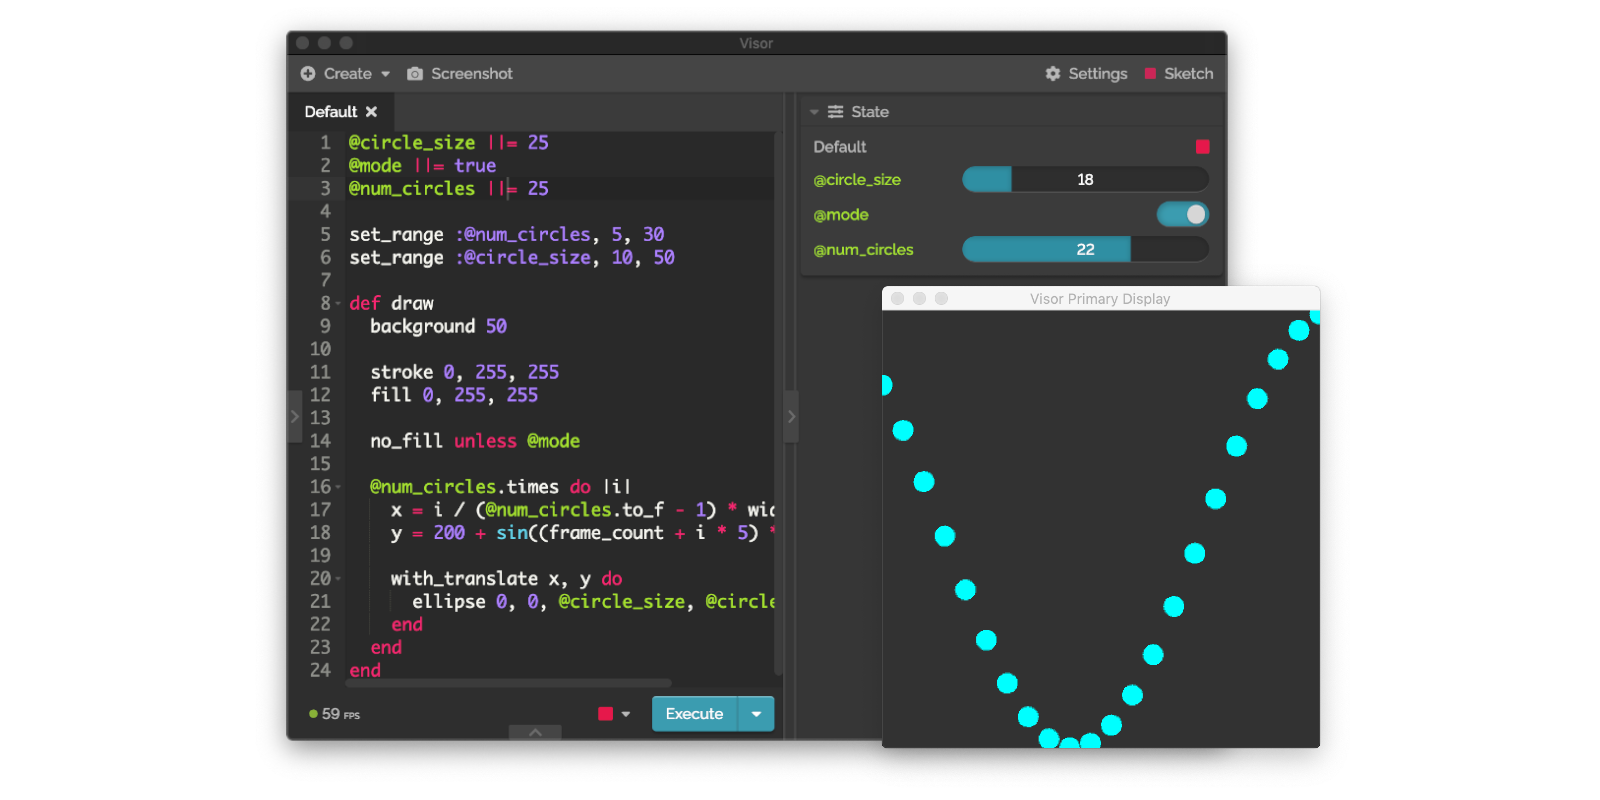 Visor
Create Screenshot Settings Sketch
Default
1 @circle_size ||= 25
2 @mode ||= true
3 @num_circles ||= 25
4
5 set_range :@num_circles, 5, 30
6 set_range :@circle_size, 10, 50
7
8 def draw
9 background 50
10
11 stroke 0, 255, 255
12 fill 0, 255, 255
13
14 no_fill unless @mode
15
16 @num_circles.times do |i|
17 x = i / (@num_circles.to_f - 1) * wid
18 y = 200 + sin((frame_count + i * 5) *
19
20 with_translate x, y do
21 ellipse 0, 0, @circle_size, @circle
22 end
23 end
24 end
59 FPS
Execute
State
Default
@circle_size 18
@mode
@num_circles 22
Visor Primary Display